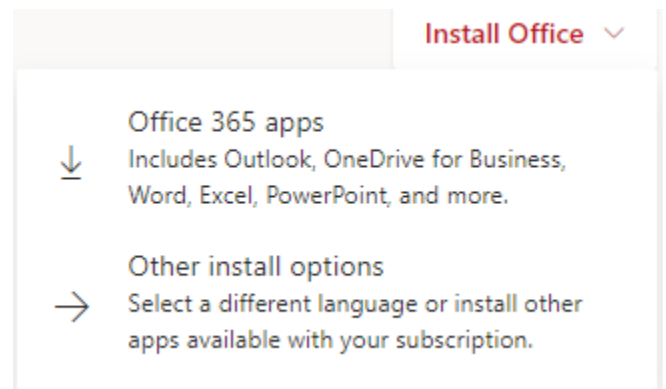 Install Office
Office 365 apps
Includes Outlook, OneDrive for Business,
Word, Excel, PowerPoint, and more.
Other install options
Select a different language or install other
apps available with your subscription.